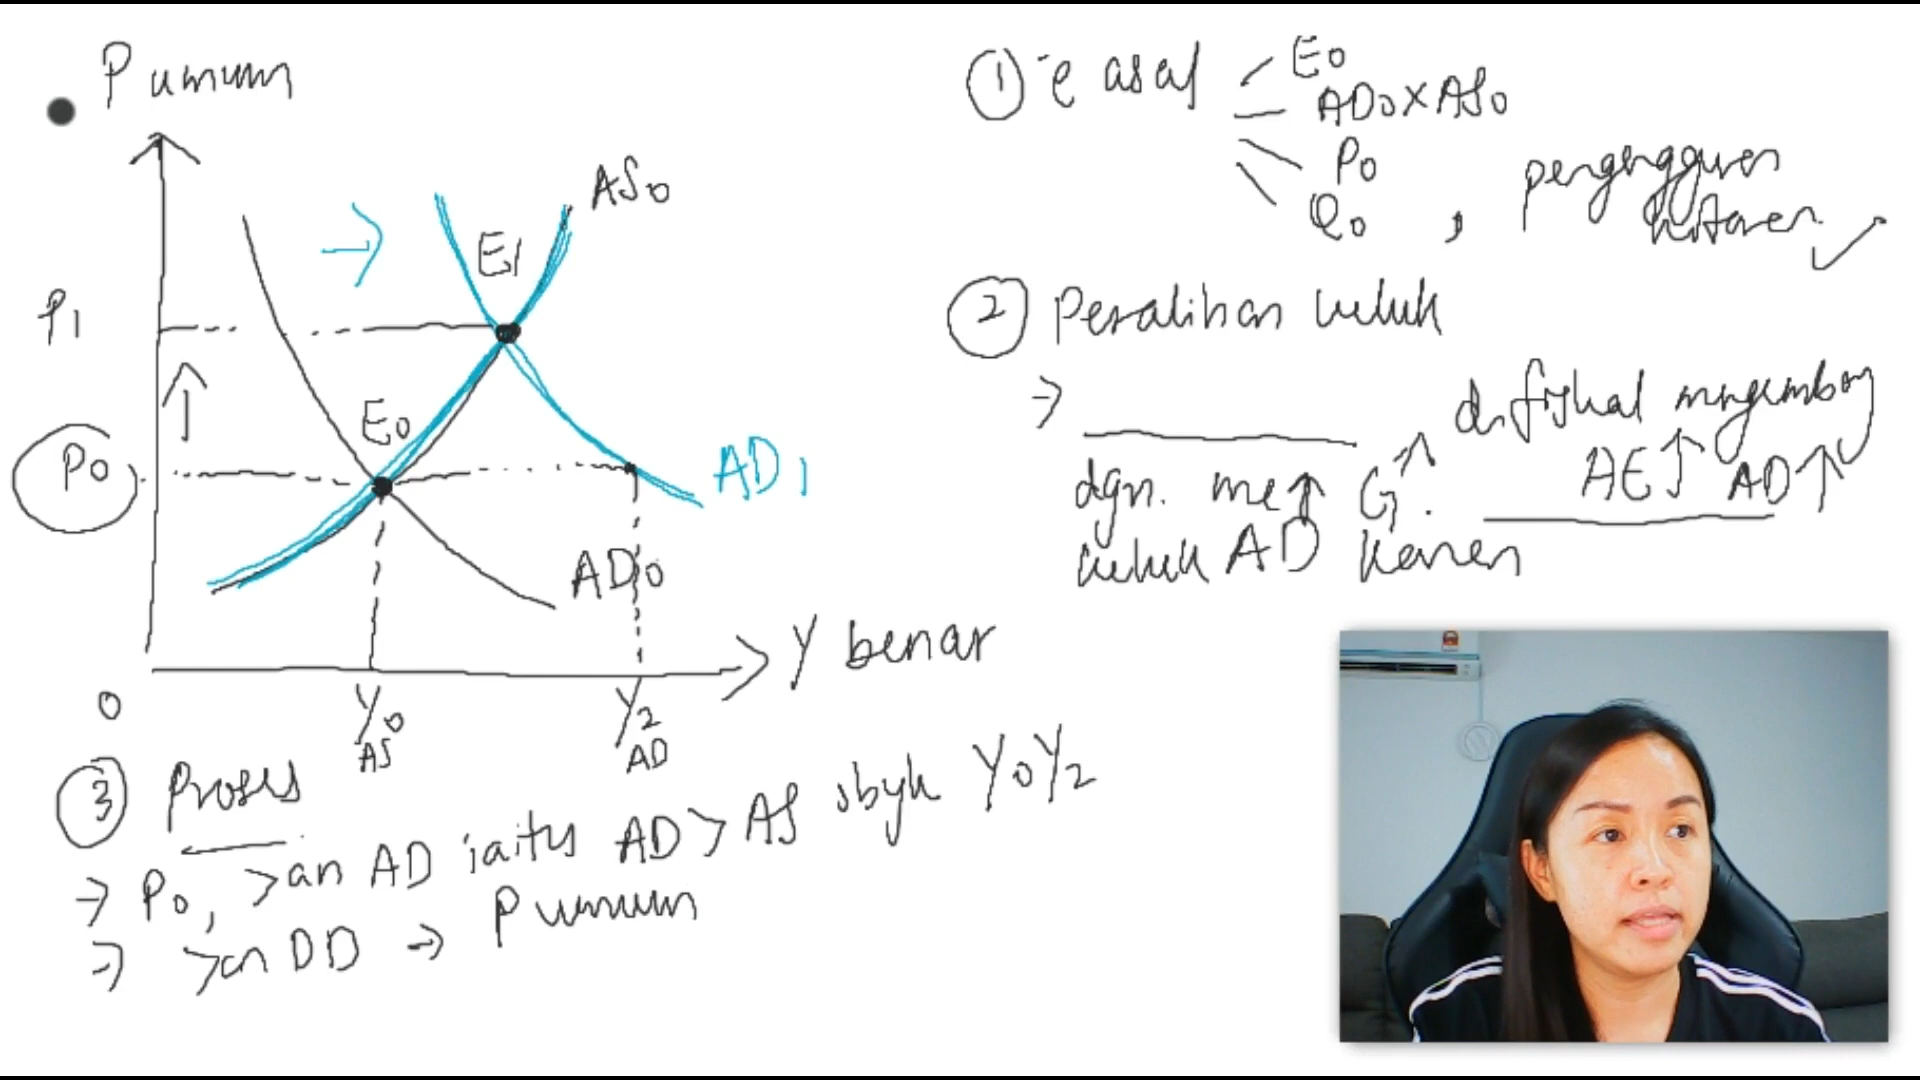 P umum
AS0
E1
P1
E0
P0
AD1
AD0
Y benar
0
Y0
AS
Y2
AD
① asal
E0
AD0 X AS0
P0
Q0, pengangguran
② Peralihan keluk
→
dasar fiskal mengembang
dgn. me↑ G↑. AE↑ AD↑
keluk AD kanan
③ Proses
→ P0, >an AD iaitu AD > AS sbyk Y0Y2
→ >an DD → P umum